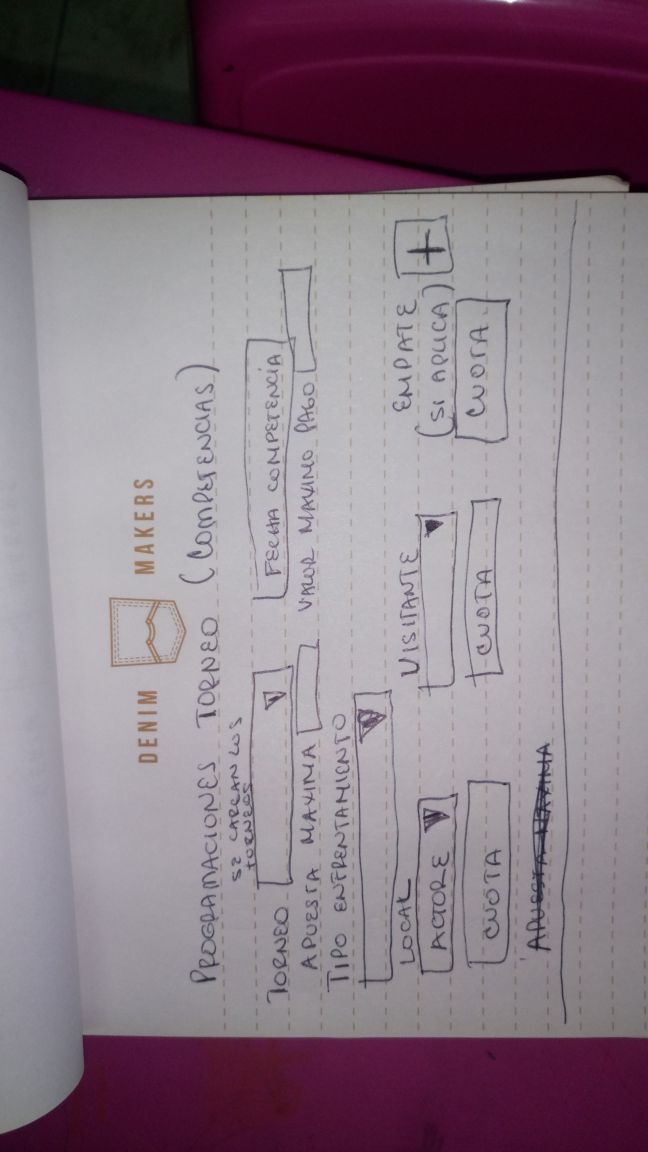 DENIM MAKERS
PROGRAMACIONES TORNEO (COMPETENCIAS)
SE CARGAN LOS
TORNEOS
TORNEO FECHA COMPETENCIA
APUESTA MAXIMA VALOR MAXIMO PAGO
TIPO ENFRENTAMIENTO
LOCAL VISITANTE EMPATE
ACTORE (SI APLICA) +
CUOTA CUOTA CUOTA
APUESTA MAXIMA